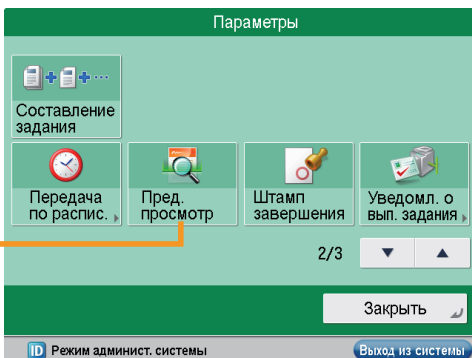 Параметры
Составление
задания
Передача
по распис.
Пред.
просмотр
Штамп
завершения
Уведомл. о
вып. задания
2/3
Закрыть
ID Режим админист. системы
Выход из системы